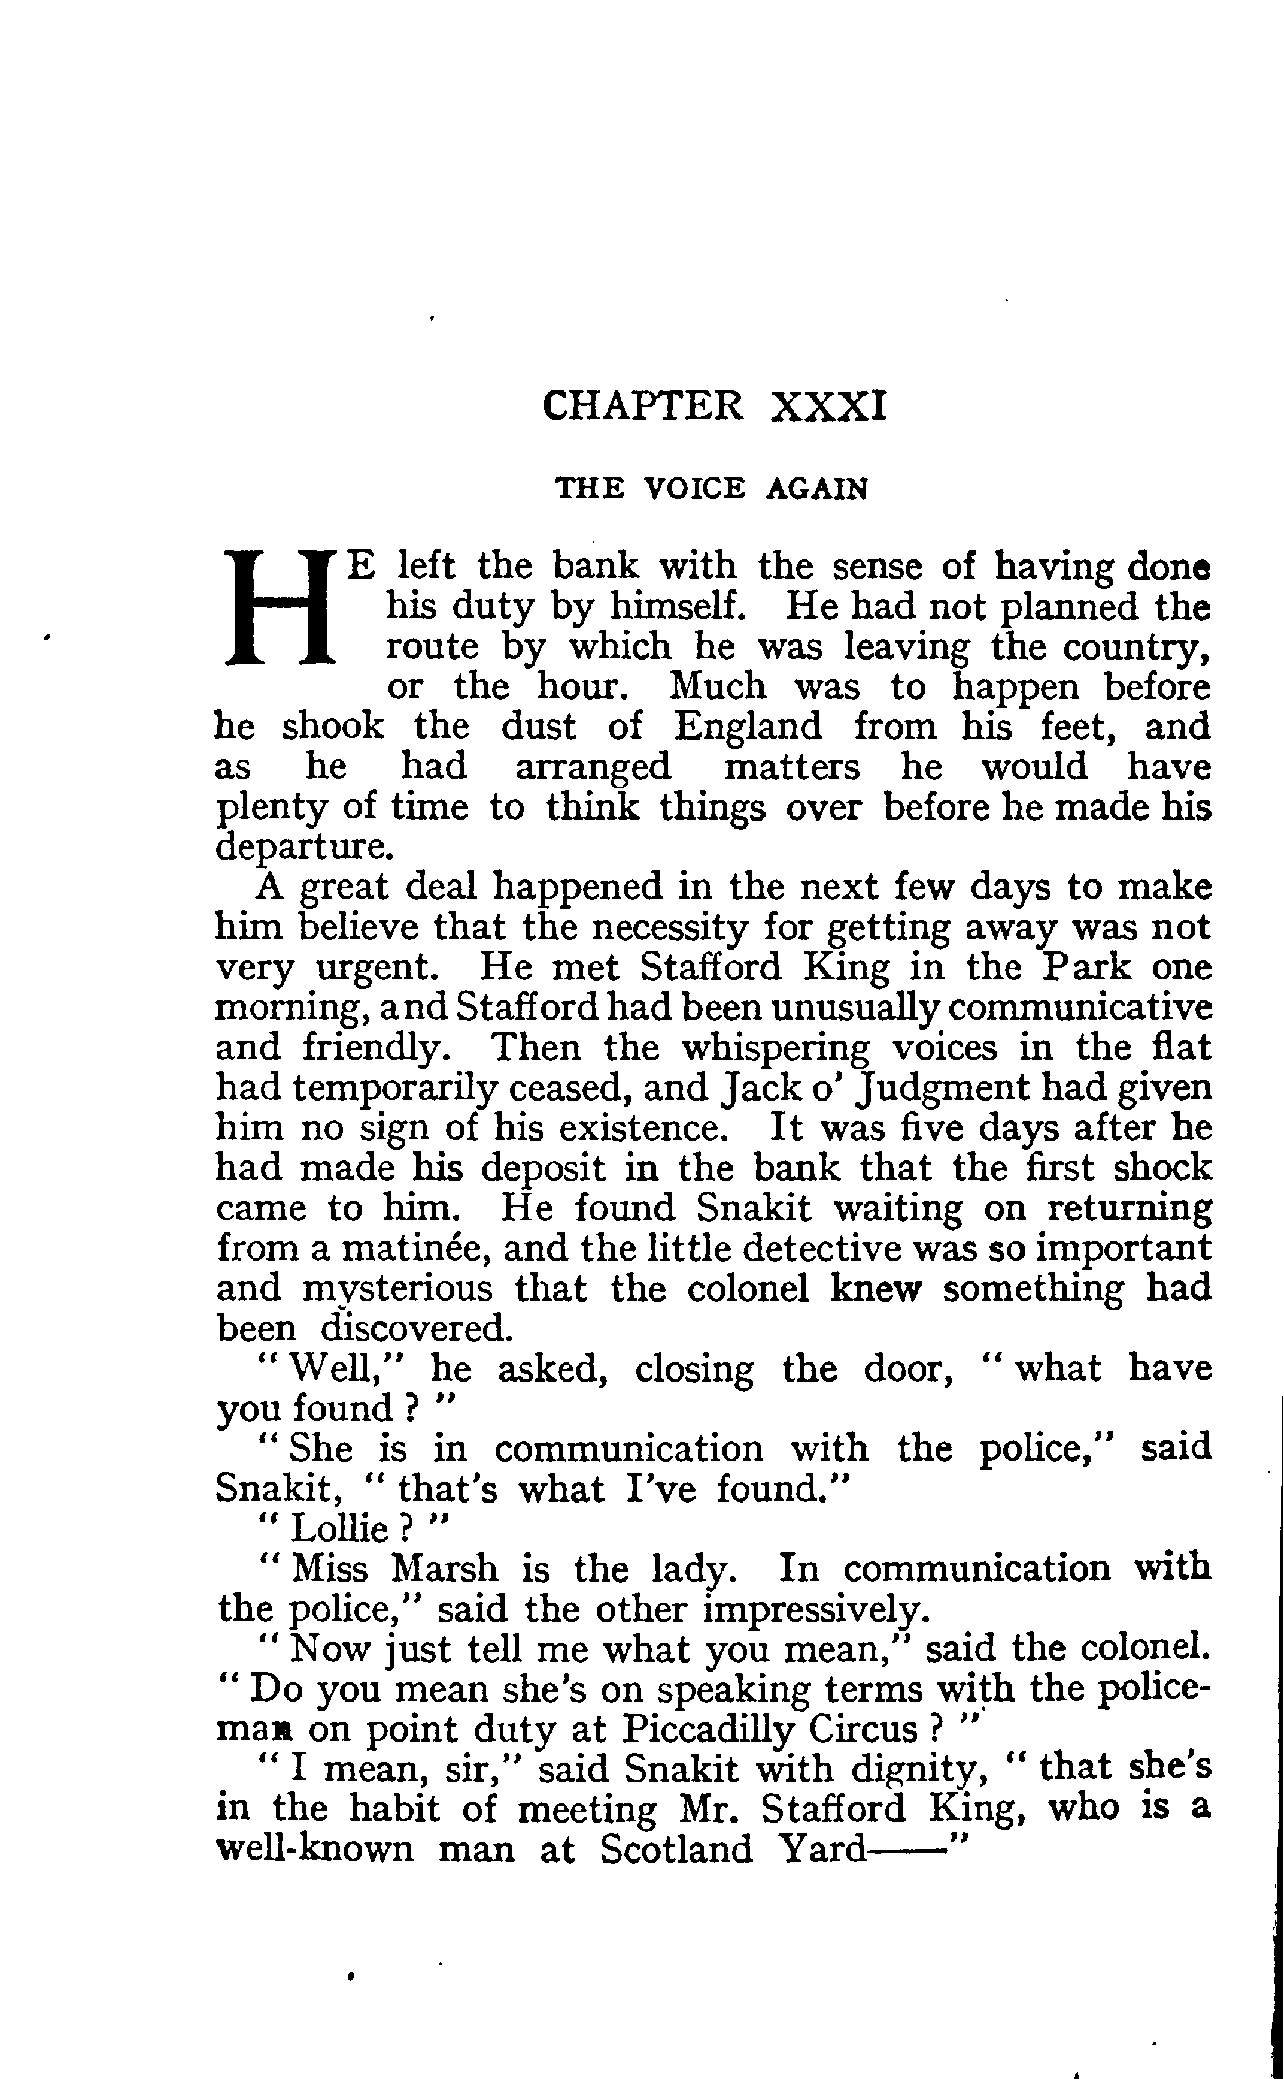 CHAPTER XXXI
THE VOICE AGAIN
HE left the bank with the sense of having done
his duty by himself. He had not planned the
route by which he was leaving the country,
or the hour. Much was to happen before
he shook the dust of England from his feet, and
as he had arranged matters he would have
plenty of time to think things over before he made his
departure.
A great deal happened in the next few days to make
him believe that the necessity for getting away was not
very urgent. He met Stafford King in the Park one
morning, and Stafford had been unusually communicative
and friendly. Then the whispering voices in the flat
had temporarily ceased, and Jack o' Judgment had given
him no sign of his existence. It was five days after he
had made his deposit in the bank that the first shock
came to him. He found Snakit waiting on returning
from a matinée, and the little detective was so important
and mysterious that the colonel knew something had
been discovered.
"Well," he asked, closing the door, "what have
you found?"
"She is in communication with the police," said
Snakit, "that's what I've found."
"Lollie?"
"Miss Marsh is the lady. In communication with
the police," said the other impressively.
"Now just tell me what you mean," said the colonel.
"Do you mean she's on speaking terms with the police-
man on point duty at Piccadilly Circus?"
"I mean, sir," said Snakit with dignity, "that she's
in the habit of meeting Mr. Stafford King, who is a
well-known man at Scotland Yard——"